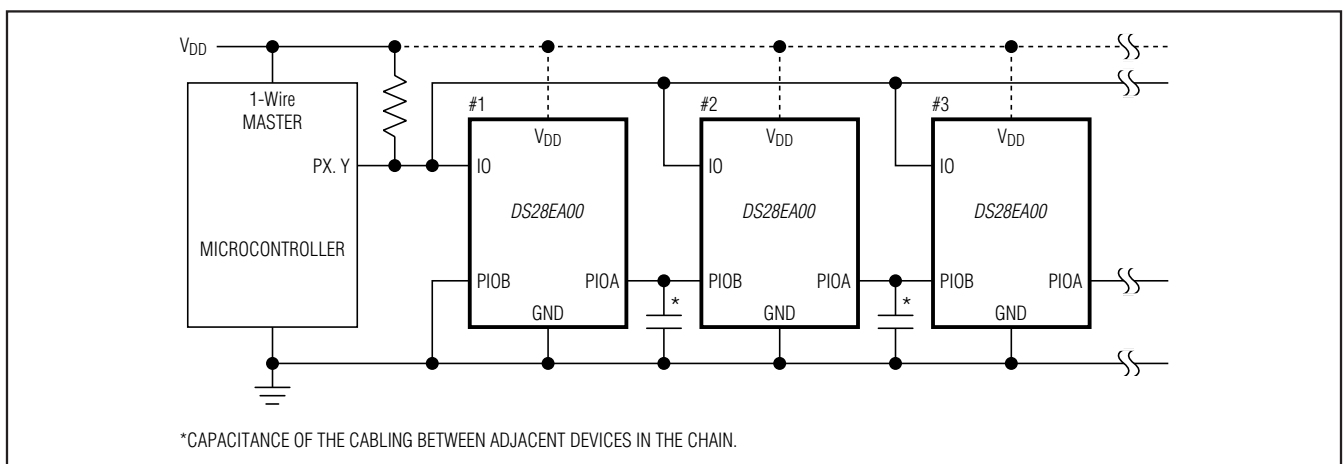 VDD
1-Wire
MASTER
PX. Y
MICROCONTROLLER
#1
VDD
IO
DS28EA00
PIOB PIOA
GND
*
#2
VDD
IO
DS28EA00
PIOB PIOA
GND
*
#3
VDD
IO
DS28EA00
PIOB PIOA
GND
*CAPACITANCE OF THE CABLING BETWEEN ADJACENT DEVICES IN THE CHAIN.